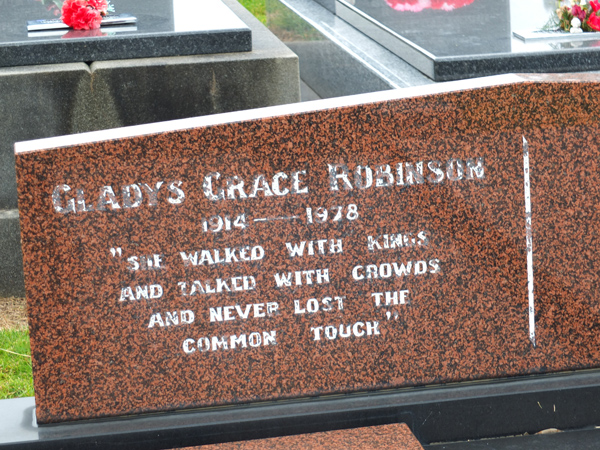 GLADYS GRACE ROBINSON
1914 — 1978
"SHE WALKED WITH KINGS
AND TALKED WITH CROWDS
AND NEVER LOST THE
COMMON TOUCH"